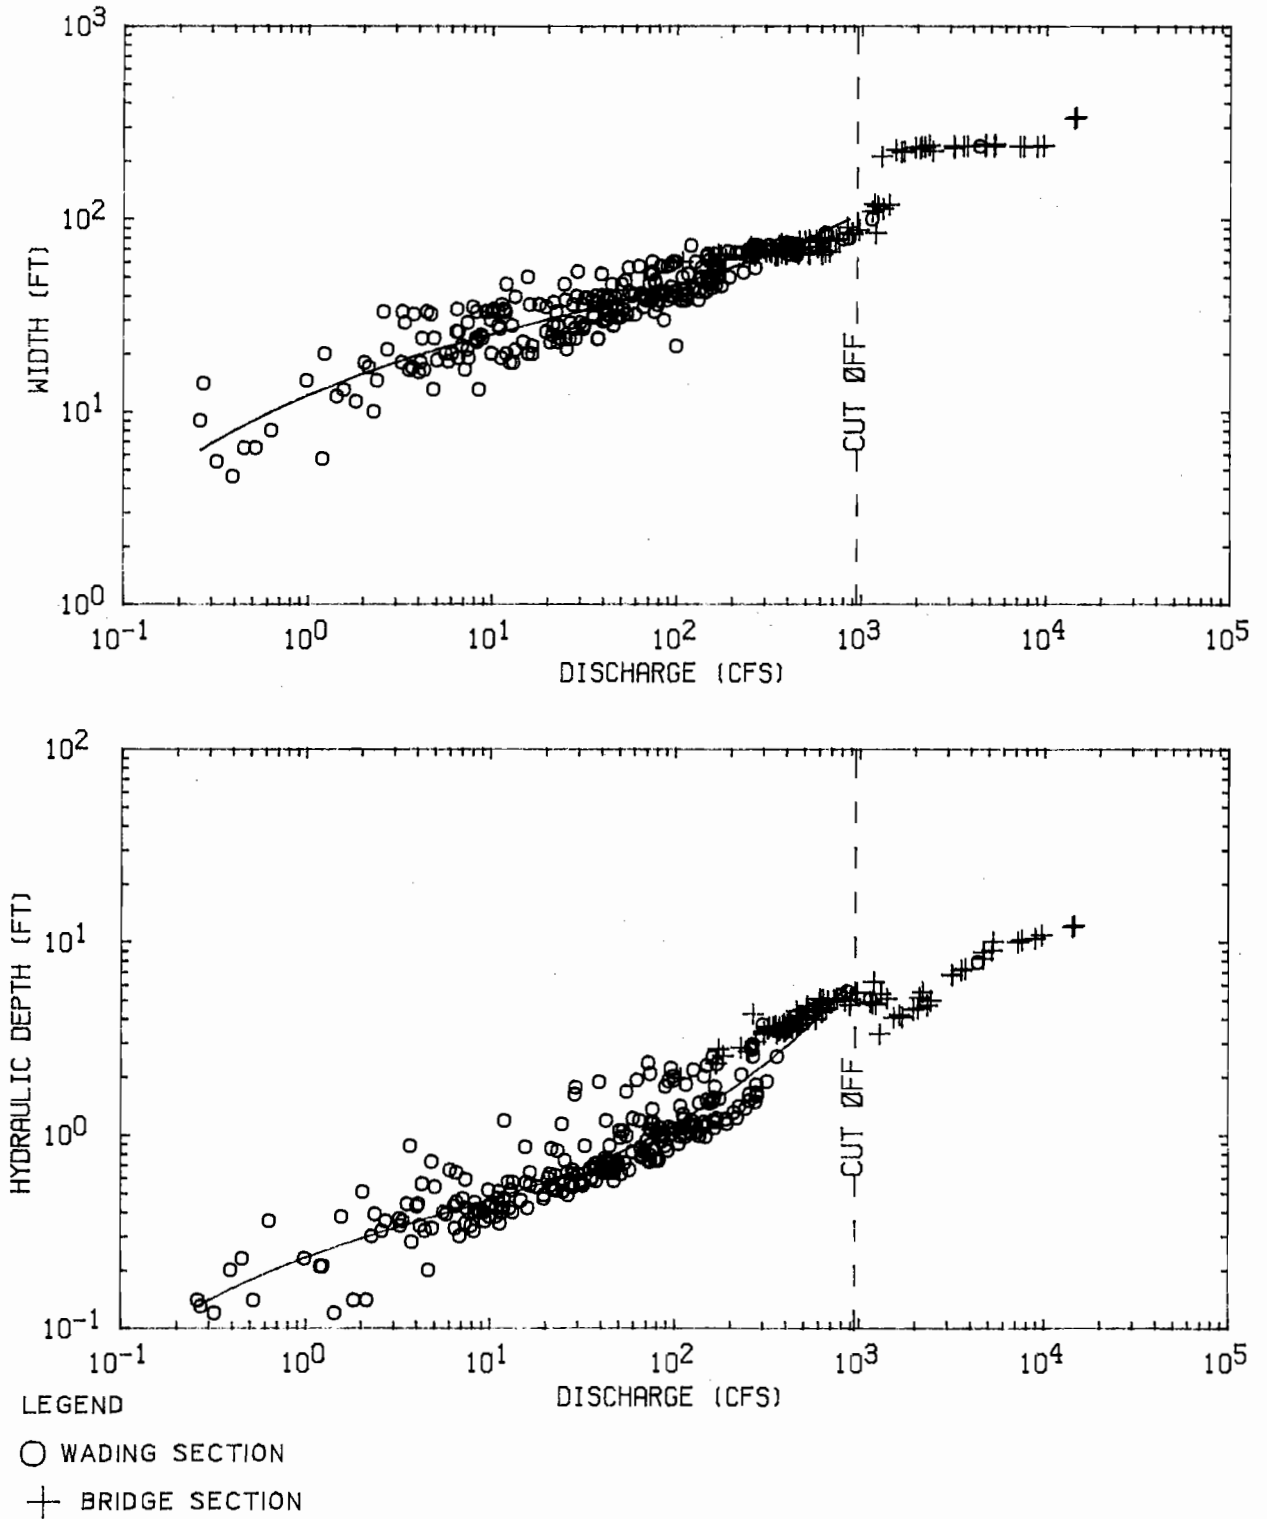 10³
10²
10¹
10⁰
WIDTH (FT)
CUT ØFF
10⁻¹ 10⁰ 10¹ 10² 10³ 10⁴ 10⁵
DISCHARGE (CFS)
10²
10¹
10⁰
10⁻¹
HYDRAULIC DEPTH (FT)
CUT ØFF
10⁻¹ 10⁰ 10¹ 10² 10³ 10⁴ 10⁵
DISCHARGE (CFS)
LEGEND
WADING SECTION
BRIDGE SECTION